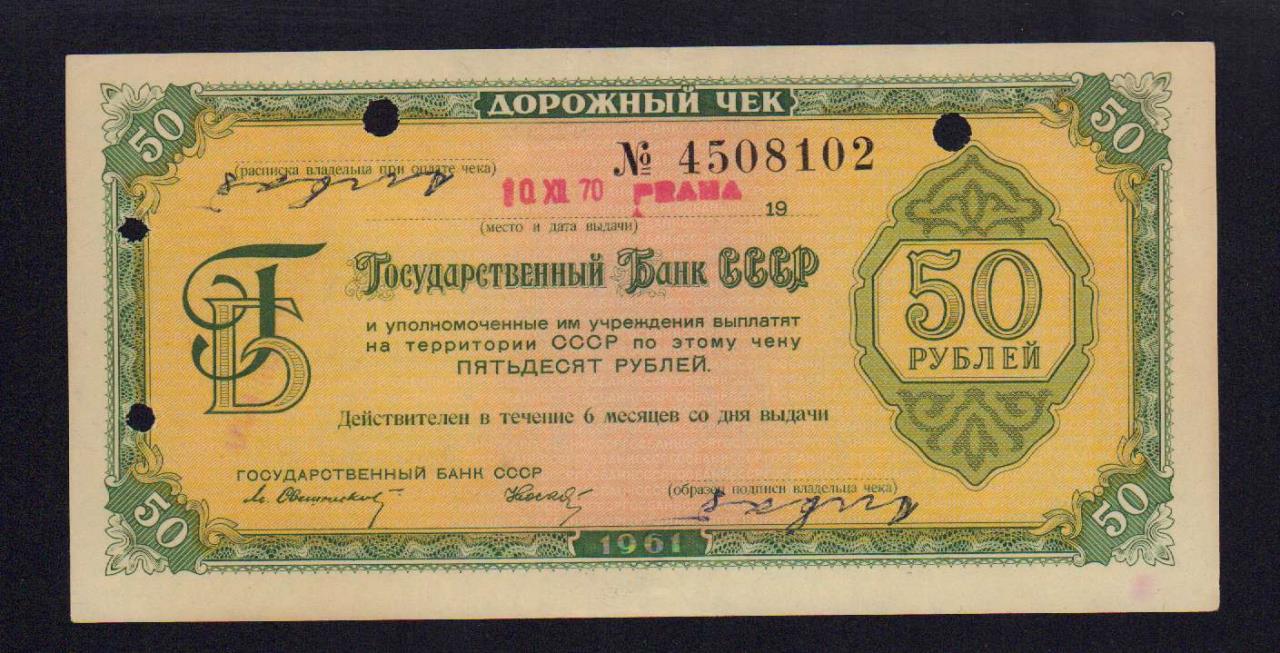 ДОРОЖНЫЙ ЧЕК
50
50
№ 4508102
(расписка владельца при оплате чека)
10 XII 70 PRAHA
19
(место и дата выдачи)
ГБ
Государственный Банк СССР
и уполномоченные им учреждения выплатят
на территории СССР по этому чеку
ПЯТЬДЕСЯТ РУБЛЕЙ.
50
РУБЛЕЙ
Действителен в течение 6 месяцев со дня выдачи
ГОСУДАРСТВЕННЫЙ БАНК СССР
(образец подписи владельца чека)
50
50
1961